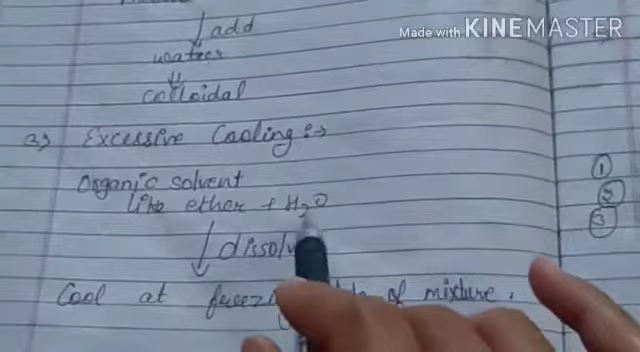 add
Made with KINEMASTER
water
colloidal
3) Excessive Cooling :→
Organic solvent
like ether + H2O
①
②
③
Cool at of mixture.